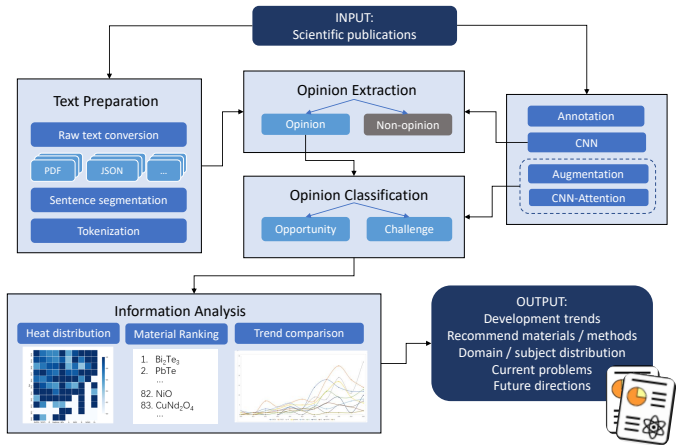 INPUT:
Scientific publications
Text Preparation
Raw text conversion
PDF
JSON
...
Sentence segmentation
Tokenization
Opinion Extraction
Opinion
Non-opinion
Opinion Classification
Opportunity
Challenge
Annotation
CNN
Augmentation
CNN-Attention
Information Analysis
Heat distribution
Material Ranking
1. Bi₂Te₃
2. PbTe
...
82. NiO
83. CuNd₂O₄
...
Trend comparison
OUTPUT:
Development trends
Recommend materials / methods
Domain / subject distribution
Current problems
Future directions